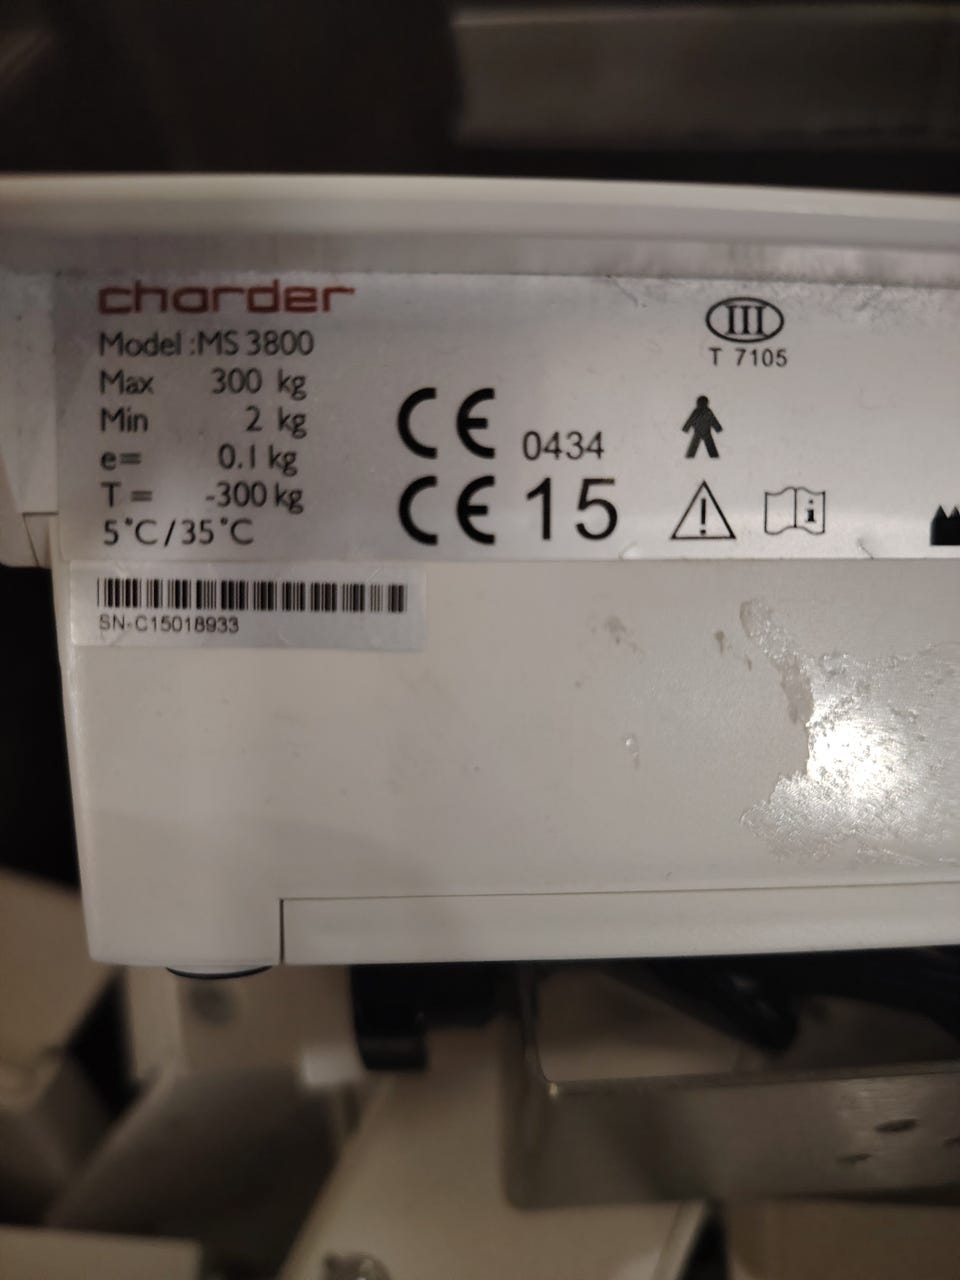 charder
Model :MS 3800
Max 300 kg
Min 2 kg
e= 0.1 kg
T = -300 kg
5°C/35°C
CE 0434
CE 15
III
T 7105
SN-C15018933